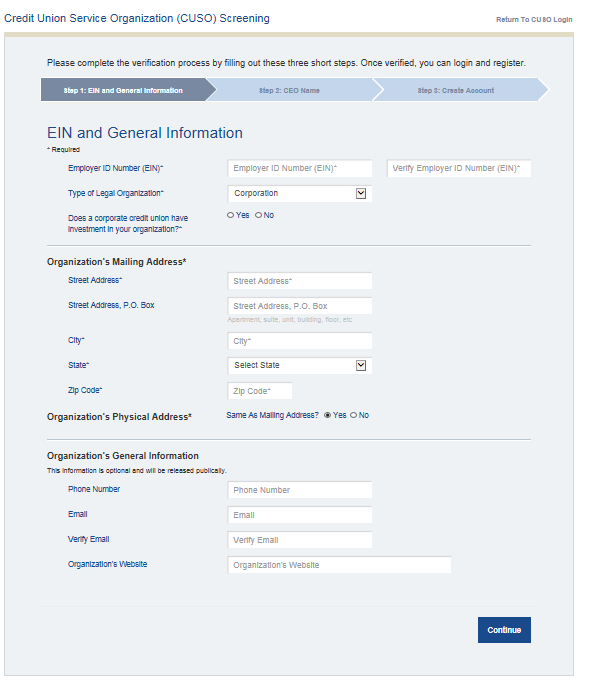 Credit Union Service Organization (CUSO) Screening
Return To CUSO Login
Please complete the verification process by filling out these three short steps. Once verified, you can login and register.
Step 1: EIN and General Information
Step 2: CEO Name
Step 3: Create Account
EIN and General Information
* Required
Employer ID Number (EIN)*
Employer ID Number (EIN)*
Verify Employer ID Number (EIN)*
Type of Legal Organization*
Corporation
Does a corporate credit union have
investment in your organization?*
Yes No
Organization's Mailing Address*
Street Address*
Street Address*
Street Address, P.O. Box
Street Address, P.O. Box
Apartment, suite, unit, building, floor, etc
City*
City*
State*
Select State
Zip Code*
Zip Code*
Organization's Physical Address*
Same As Mailing Address? Yes No
Organization's General Information
This information is optional and will be released publically.
Phone Number
Phone Number
Email
Email
Verify Email
Verify Email
Organization's Website
Organization's Website
Continue